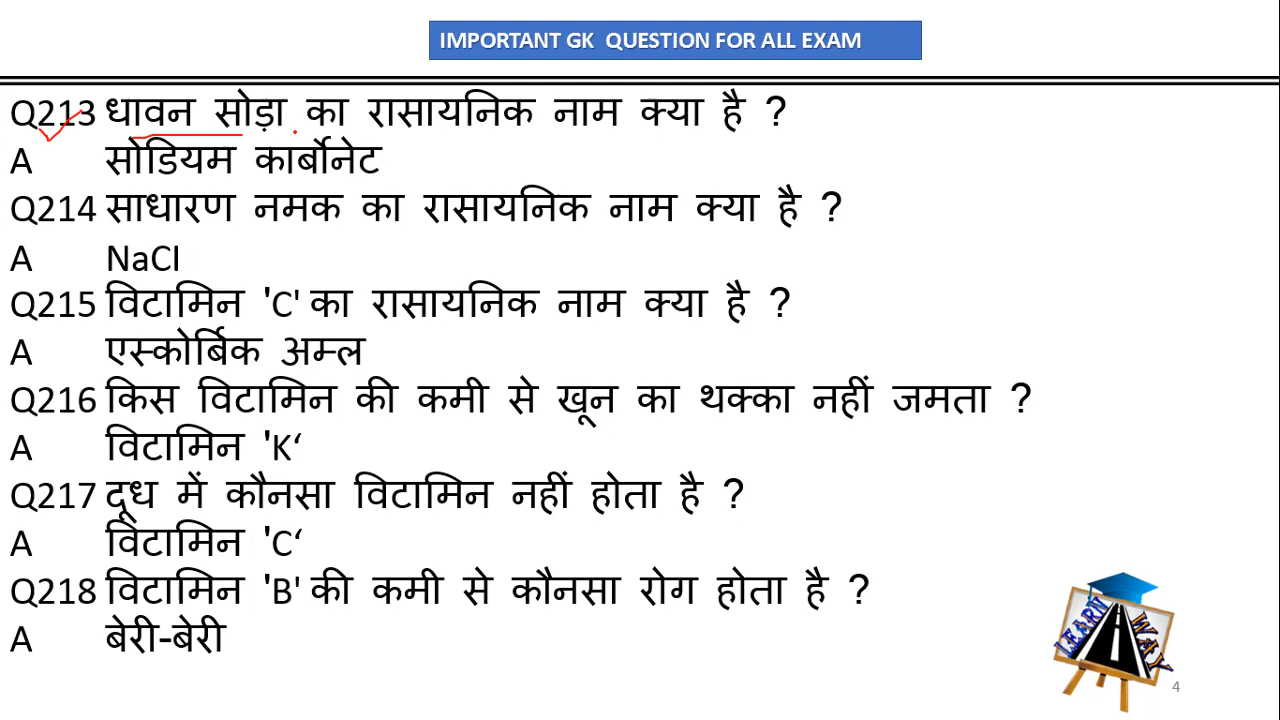 IMPORTANT GK QUESTION FOR ALL EXAM
Q213 धावन सोड़ा का रासायनिक नाम क्या है ?
A सोडियम कार्बोनेट
Q214 साधारण नमक का रासायनिक नाम क्या है ?
A NaCl
Q215 विटामिन 'C' का रासायनिक नाम क्या है ?
A एस्कोर्बिक अम्ल
Q216 किस विटामिन की कमी से खून का थक्का नहीं जमता ?
A विटामिन 'K‘
Q217 दूध में कौनसा विटामिन नहीं होता है ?
A विटामिन 'C‘
Q218 विटामिन 'B' की कमी से कौनसा रोग होता है ?
A बेरी-बेरी
LEARN WAY
4